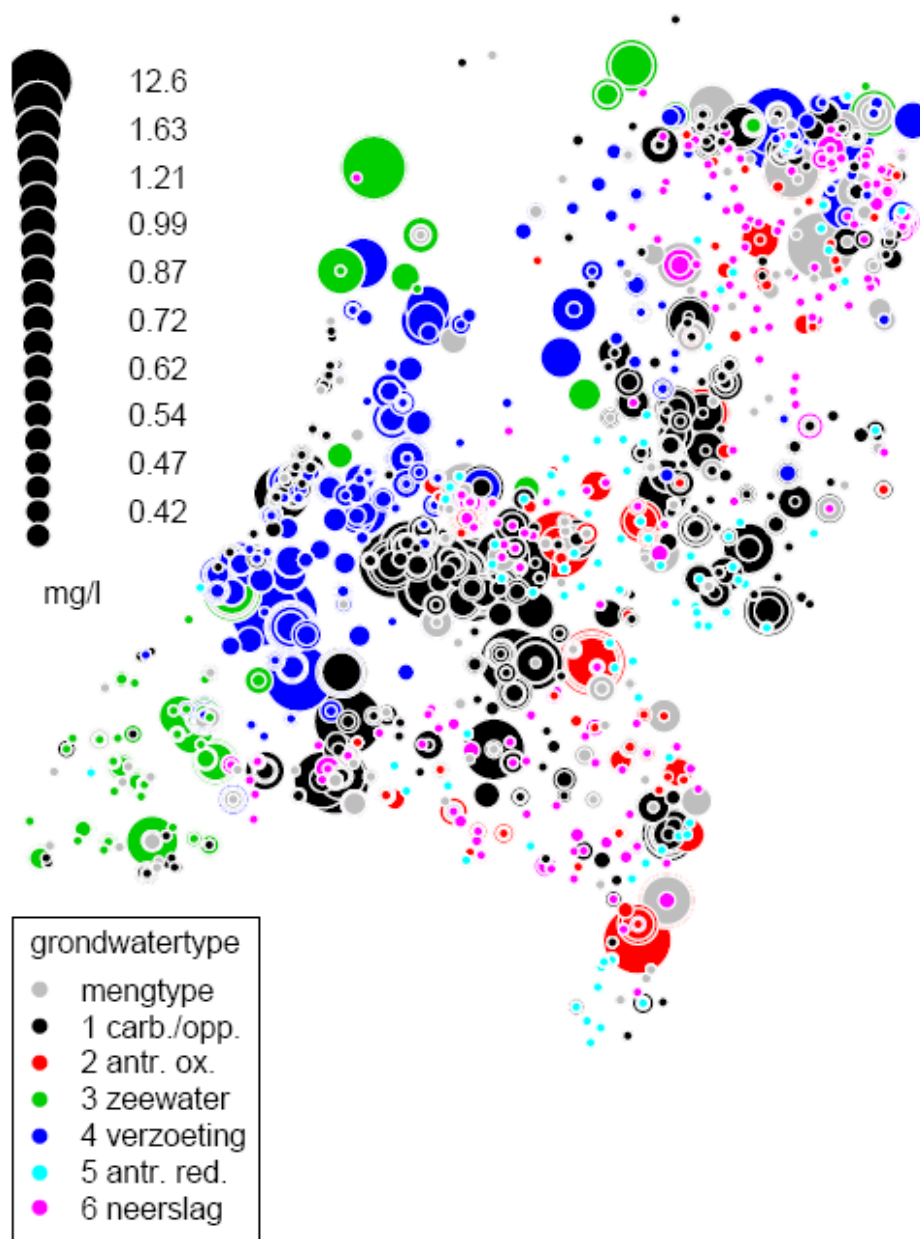 12.6
1.63
1.21
0.99
0.87
0.72
0.62
0.54
0.47
0.42
mg/l
grondwatertype
mengtype
1 carb./opp.
2 antr. ox.
3 zeewater
4 verzoeting
5 antr. red.
6 neerslag